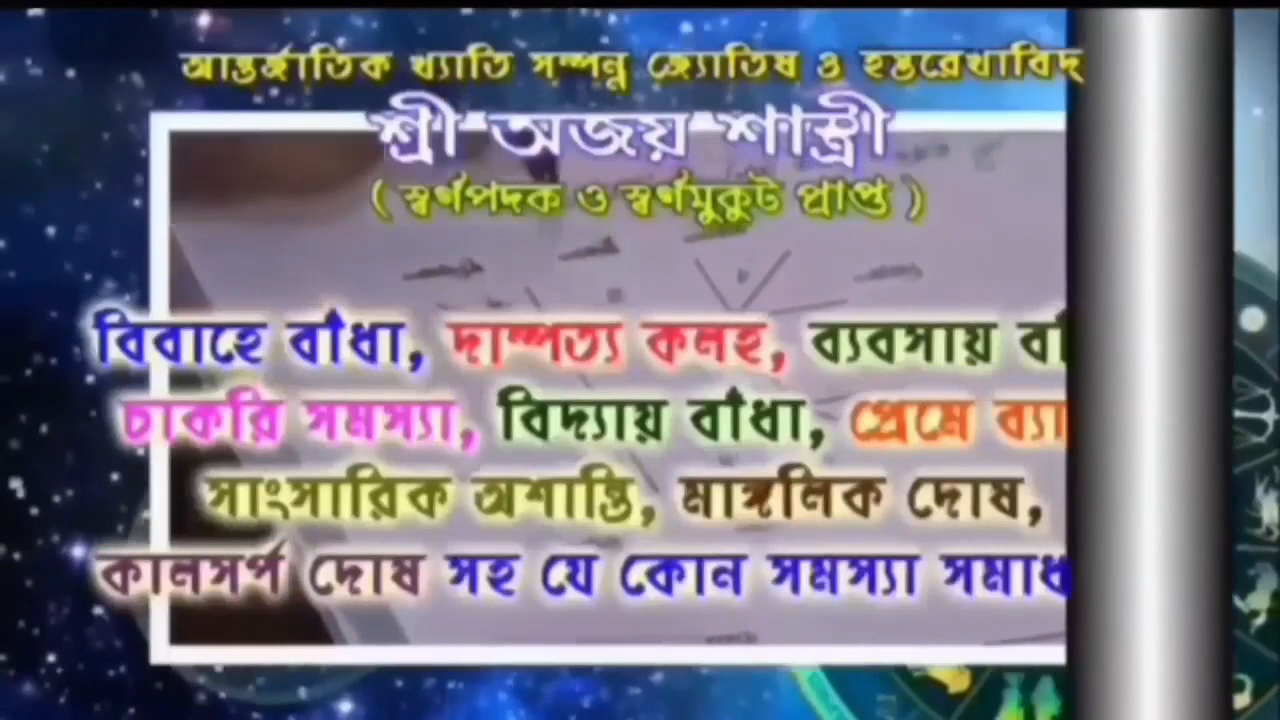 আন্তর্জাতিক খ্যাতি সম্পন্ন জ্যোতিষ ও হস্তরেখাবিদ্
শ্রী অজয় শাস্ত্রী
( স্বর্ণপদক ও স্বর্ণমুকুট প্রাপ্ত )
বিবাহে বাঁধা, দাম্পত্য কলহ, ব্যবসায়
চাকরি সমস্যা, বিদ্যায় বাঁধা, প্রেমে
সাংসারিক অশান্তি, মাঙ্গলিক দোষ,
কালসর্প দোষ সহ যে কোন সমস্যা